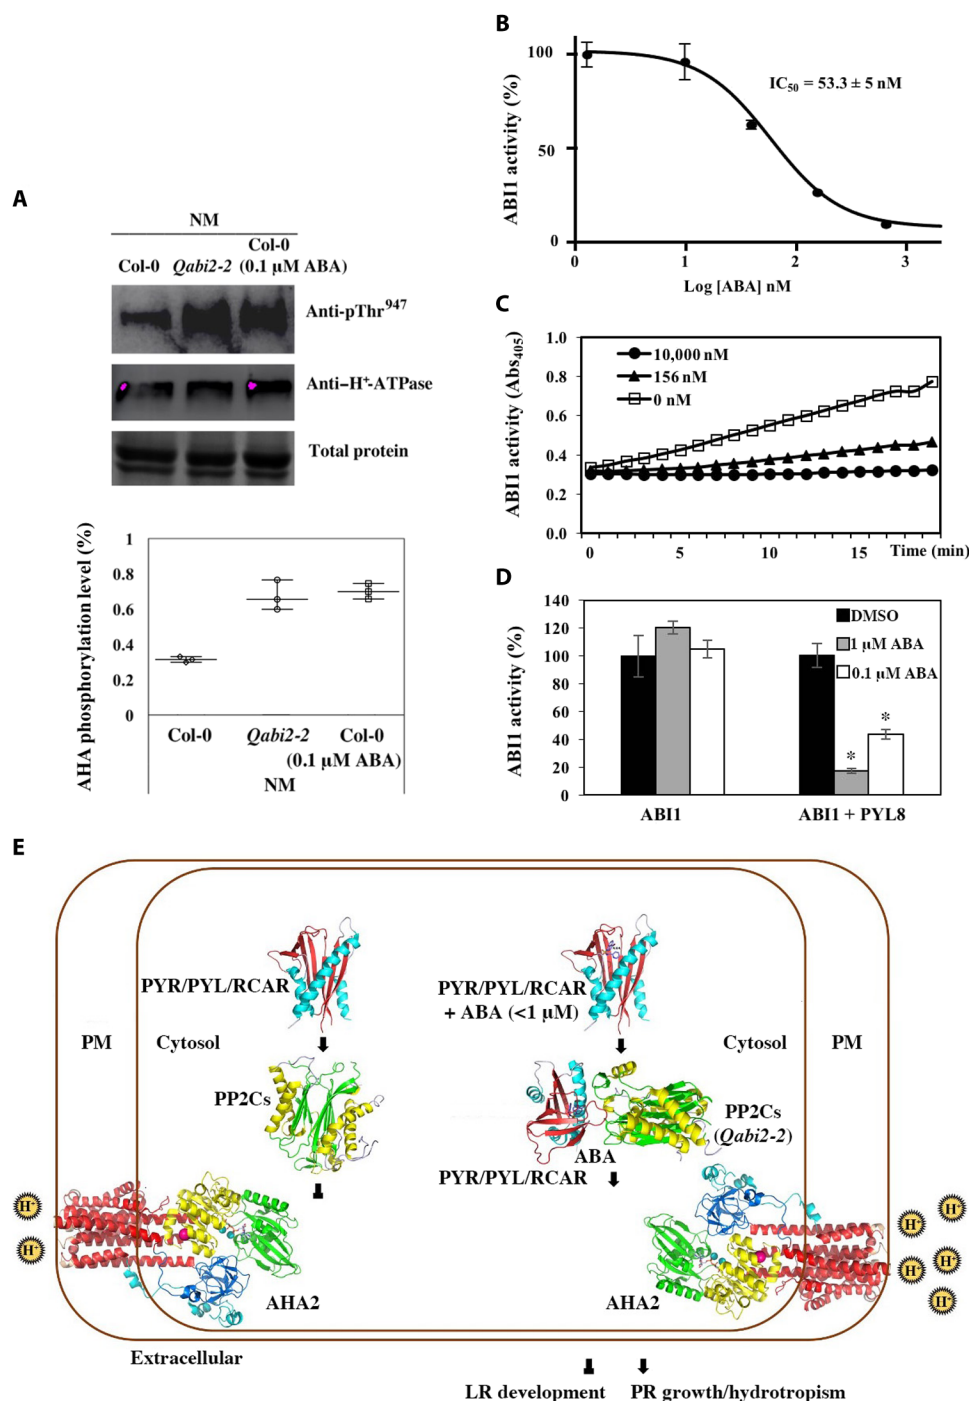 A
NM
Col-0
Col-0 Qabi2-2 (0.1 µM ABA)
Anti-pThr⁹⁴⁷
Anti–H⁺-ATPase
Total protein
AHA phosphorylation level (%)
1
0.8
0.6
0.4
0.2
0
Col-0 Qabi2-2 Col-0
(0.1 µM ABA)
NM
B
ABI1 activity (%)
100
50
0
IC₅₀ = 53.3 ± 5 nM
0 1 2 3
Log [ABA] nM
C
ABI1 activity (Abs₄₀₅)
1.0
0.8
0.6
0.4
0.2
0.0
10,000 nM
156 nM
0 nM
0 5 10 15 Time (min)
D
ABI1 activity (%)
140
120
100
80
60
40
20
0
DMSO
1 µM ABA
0.1 µM ABA
*
*
ABI1 ABI1 + PYL8
E
PYR/PYL/RCAR
PYR/PYL/RCAR
+ ABA (<1 µM)
PM Cytosol
Cytosol PM
PP2Cs
PP2Cs
(Qabi2-2)
ABA
PYR/PYL/RCAR
H⁺
H⁺
H⁺
H⁺
H⁺
H⁺
H⁺
AHA2
AHA2
Extracellular
LR development PR growth/hydrotropism